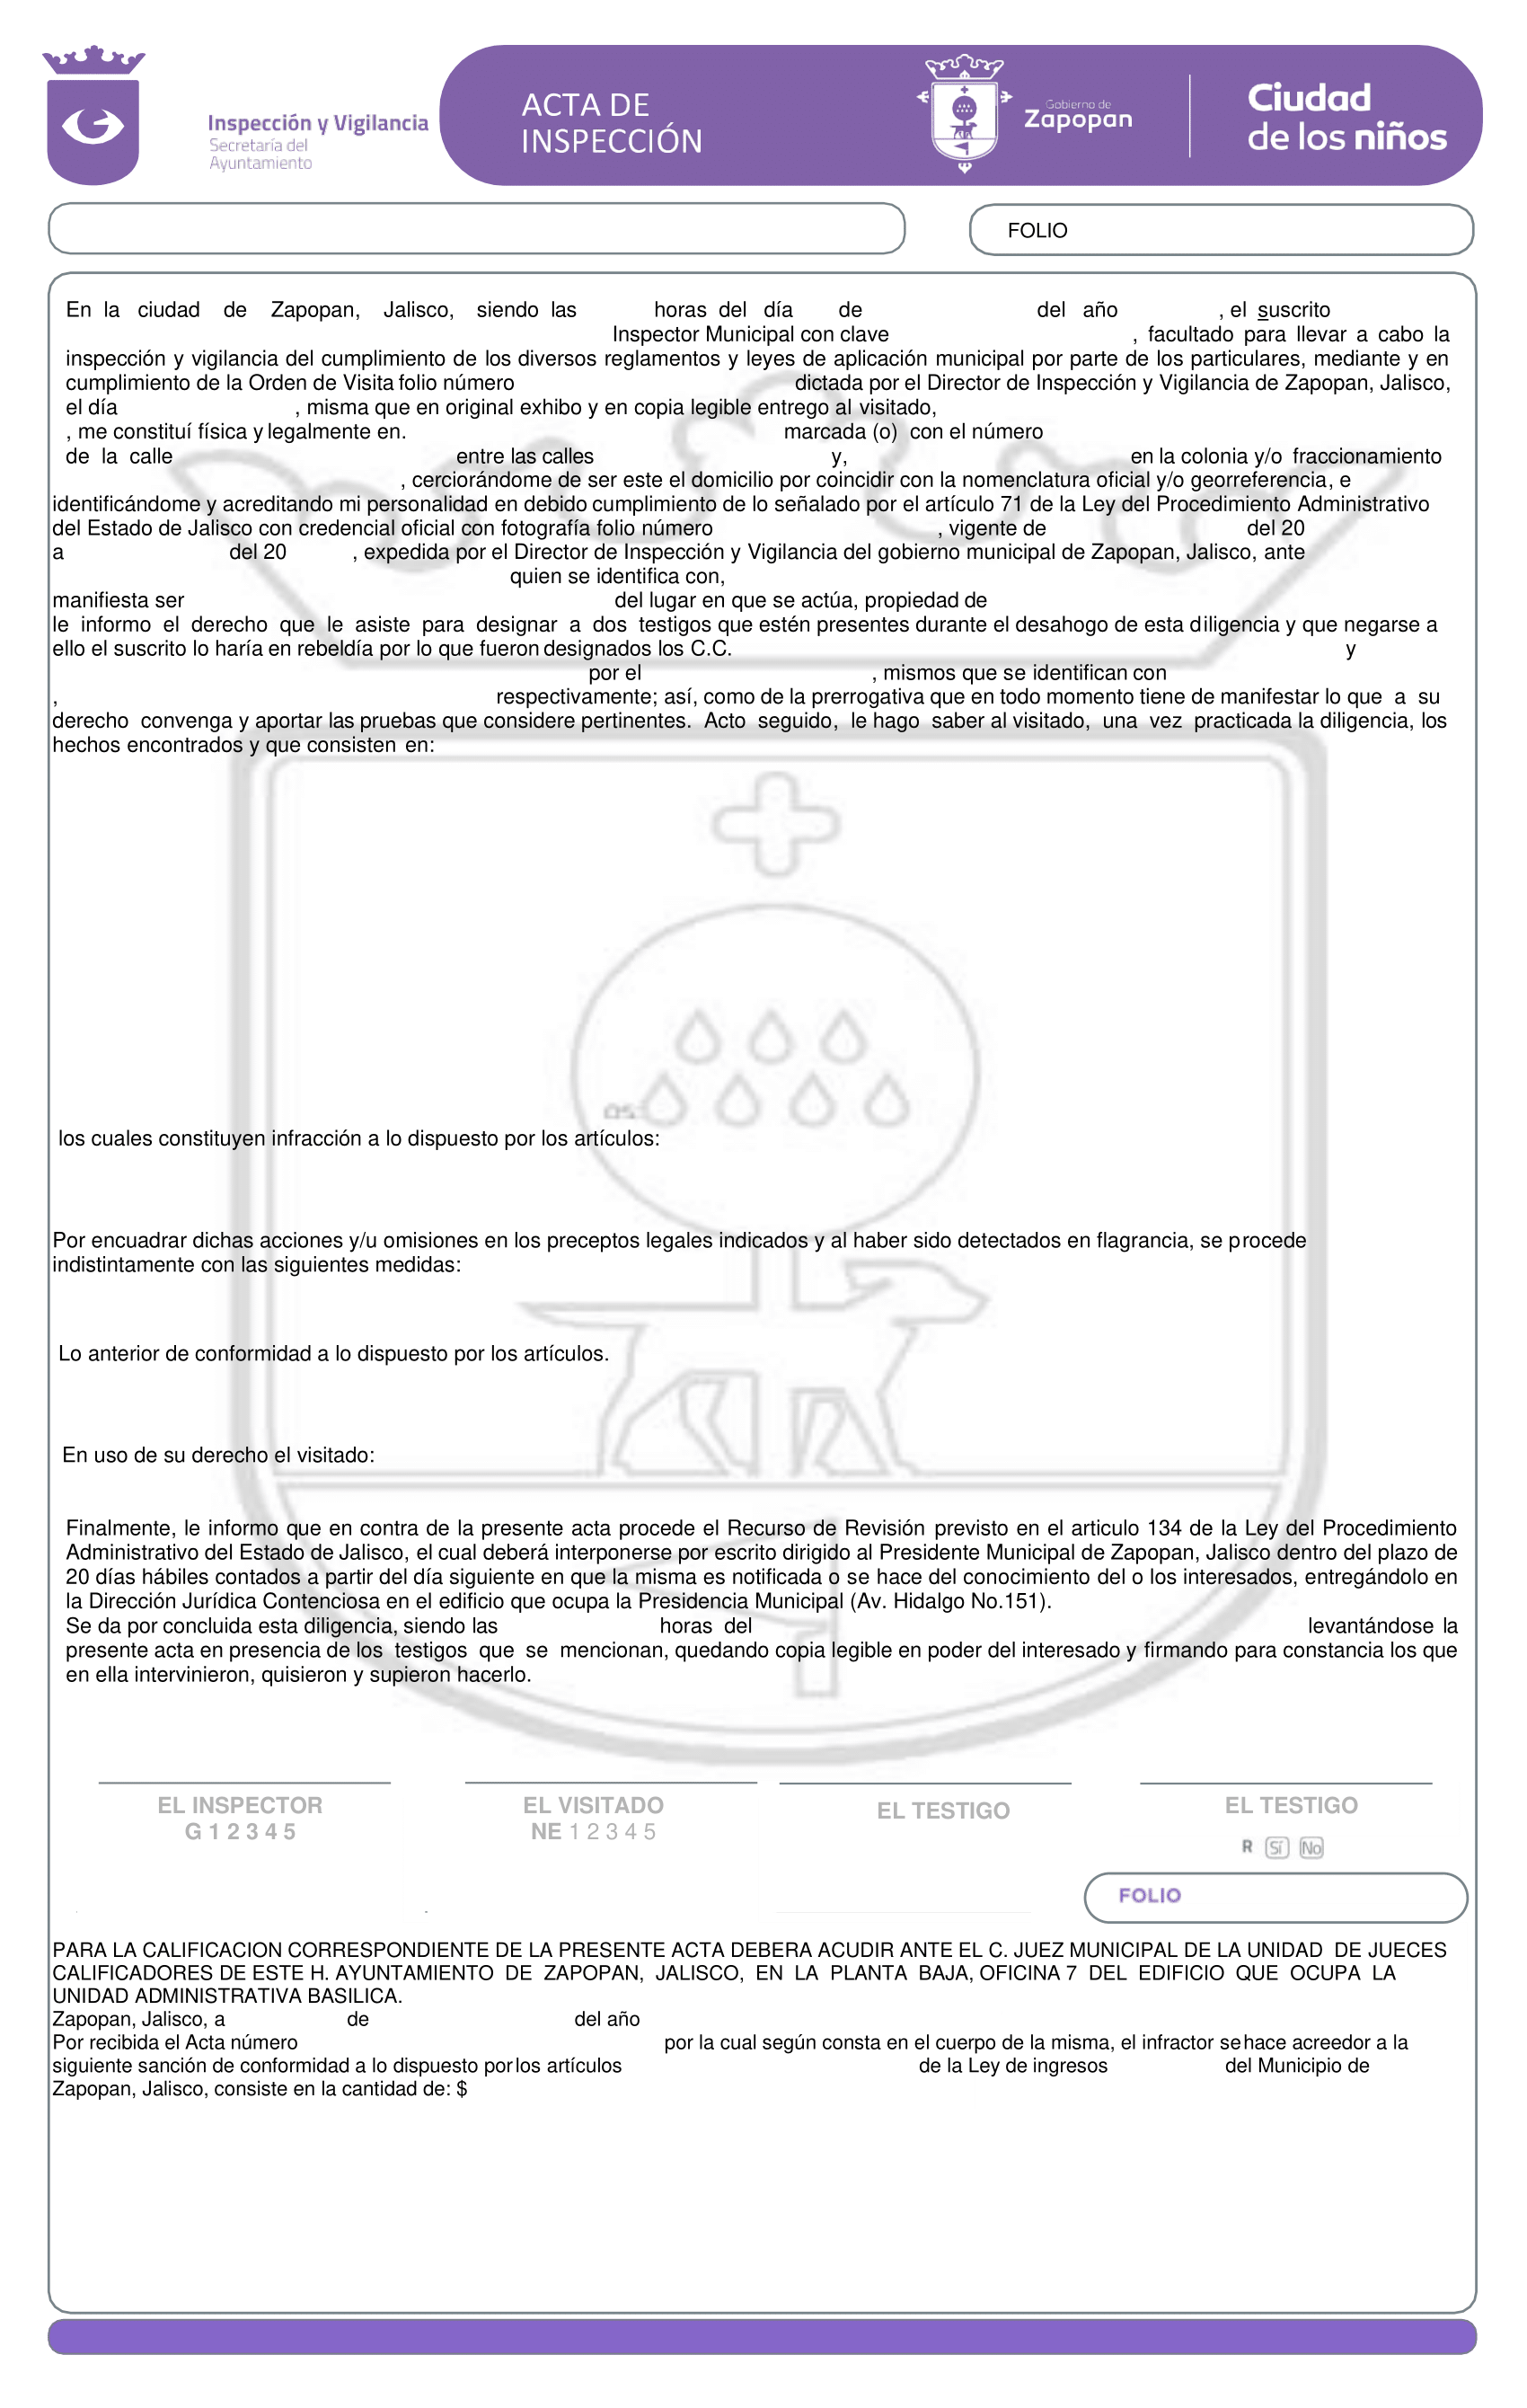 Inspección y Vigilancia
Secretaría del
Ayuntamiento
ACTA DE
INSPECCIÓN
Gobierno de
Zapopan
Ciudad
de los niños
FOLIO
En la ciudad de Zapopan, Jalisco, siendo las horas del día de del año , el suscrito
Inspector Municipal con clave , facultado para llevar a cabo la
inspección y vigilancia del cumplimiento de los diversos reglamentos y leyes de aplicación municipal por parte de los particulares, mediante y en
cumplimiento de la Orden de Visita folio número dictada por el Director de Inspección y Vigilancia de Zapopan, Jalisco,
el día , misma que en original exhibo y en copia legible entrego al visitado,
, me constituí física y legalmente en. marcada (o) con el número
de la calle entre las calles y, en la colonia y/o fraccionamiento
, cerciorándome de ser este el domicilio por coincidir con la nomenclatura oficial y/o georreferencia, e
identificándome y acreditando mi personalidad en debido cumplimiento de lo señalado por el artículo 71 de la Ley del Procedimiento Administrativo
del Estado de Jalisco con credencial oficial con fotografía folio número , vigente de del 20
a del 20 , expedida por el Director de Inspección y Vigilancia del gobierno municipal de Zapopan, Jalisco, ante
quien se identifica con,
manifiesta ser del lugar en que se actúa, propiedad de
le informo el derecho que le asiste para designar a dos testigos que estén presentes durante el desahogo de esta diligencia y que negarse a
ello el suscrito lo haría en rebeldía por lo que fueron designados los C.C. y
por el , mismos que se identifican con
, respectivamente; así, como de la prerrogativa que en todo momento tiene de manifestar lo que a su
derecho convenga y aportar las pruebas que considere pertinentes. Acto seguido, le hago saber al visitado, una vez practicada la diligencia, los
hechos encontrados y que consisten en:
los cuales constituyen infracción a lo dispuesto por los artículos:
Por encuadrar dichas acciones y/u omisiones en los preceptos legales indicados y al haber sido detectados en flagrancia, se procede
indistintamente con las siguientes medidas:
Lo anterior de conformidad a lo dispuesto por los artículos.
En uso de su derecho el visitado:
Finalmente, le informo que en contra de la presente acta procede el Recurso de Revisión previsto en el articulo 134 de la Ley del Procedimiento
Administrativo del Estado de Jalisco, el cual deberá interponerse por escrito dirigido al Presidente Municipal de Zapopan, Jalisco dentro del plazo de
20 días hábiles contados a partir del día siguiente en que la misma es notificada o se hace del conocimiento del o los interesados, entregándolo en
la Dirección Jurídica Contenciosa en el edificio que ocupa la Presidencia Municipal (Av. Hidalgo No.151).
Se da por concluida esta diligencia, siendo las horas del levantándose la
presente acta en presencia de los testigos que se mencionan, quedando copia legible en poder del interesado y firmando para constancia los que
en ella intervinieron, quisieron y supieron hacerlo.
EL INSPECTOR
G 1 2 3 4 5
EL VISITADO
NE 1 2 3 4 5
EL TESTIGO
EL TESTIGO
R Sí No
FOLIO
PARA LA CALIFICACION CORRESPONDIENTE DE LA PRESENTE ACTA DEBERA ACUDIR ANTE EL C. JUEZ MUNICIPAL DE LA UNIDAD DE JUECES
CALIFICADORES DE ESTE H. AYUNTAMIENTO DE ZAPOPAN, JALISCO, EN LA PLANTA BAJA, OFICINA 7 DEL EDIFICIO QUE OCUPA LA
UNIDAD ADMINISTRATIVA BASILICA.
Zapopan, Jalisco, a de del año
Por recibida el Acta número por la cual según consta en el cuerpo de la misma, el infractor se hace acreedor a la
siguiente sanción de conformidad a lo dispuesto por los artículos de la Ley de ingresos del Municipio de
Zapopan, Jalisco, consiste en la cantidad de: $